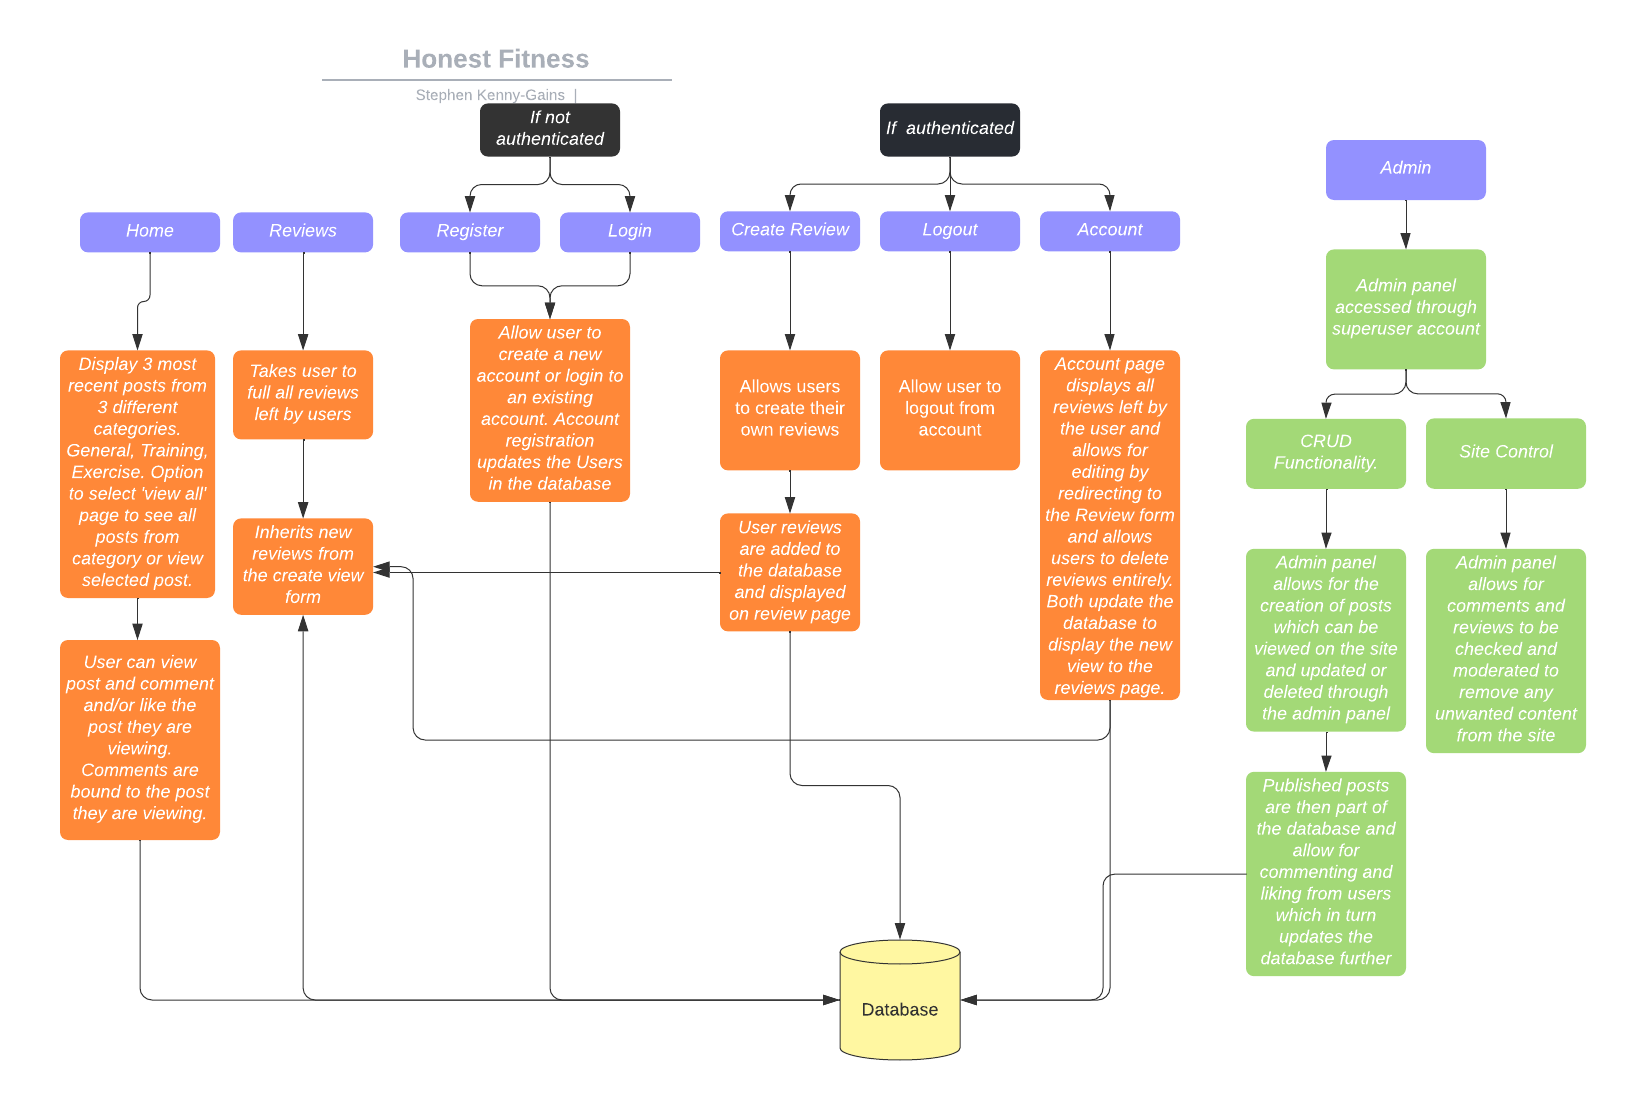 Honest Fitness
Stephen Kenny-Gains |
If not
authenticated
If  authenticated
Admin
Home
Reviews
Register
Login
Create Review
Logout
Account
Admin panel
accessed through
superuser account
Display 3 most
recent posts from
3 different
categories.
General, Training,
Exercise. Option
to select 'view all'
page to see all
posts from
category or view
selected post.
Takes user to
full all reviews
left by users
Allow user to
create a new
account or login to
an existing
account. Account
registration
updates the Users
in the database
Allows users
to create their
own reviews
Allow user to
logout from
account
Account page
displays all
reviews left by
the user and
allows for
editing by
redirecting to
the Review form
and allows
users to delete
reviews entirely.
Both update the
database to
display the new
view to the
reviews page.
CRUD
Functionality.
Site Control
Inherits new
reviews from
the create view
form
User reviews
are added to
the database
and displayed
on review page
Admin panel
allows for the
creation of posts
which can be
viewed on the site
and updated or
deleted through
the admin panel
Admin panel
allows for
comments and
reviews to be
checked and
moderated to
remove any
unwanted content
from the site
User can view
post and comment
and/or like the
post they are
viewing.
Comments are
bound to the post
they are viewing.
Published posts
are then part of
the database and
allow for
commenting and
liking from users
which in turn
updates the
database further
Database